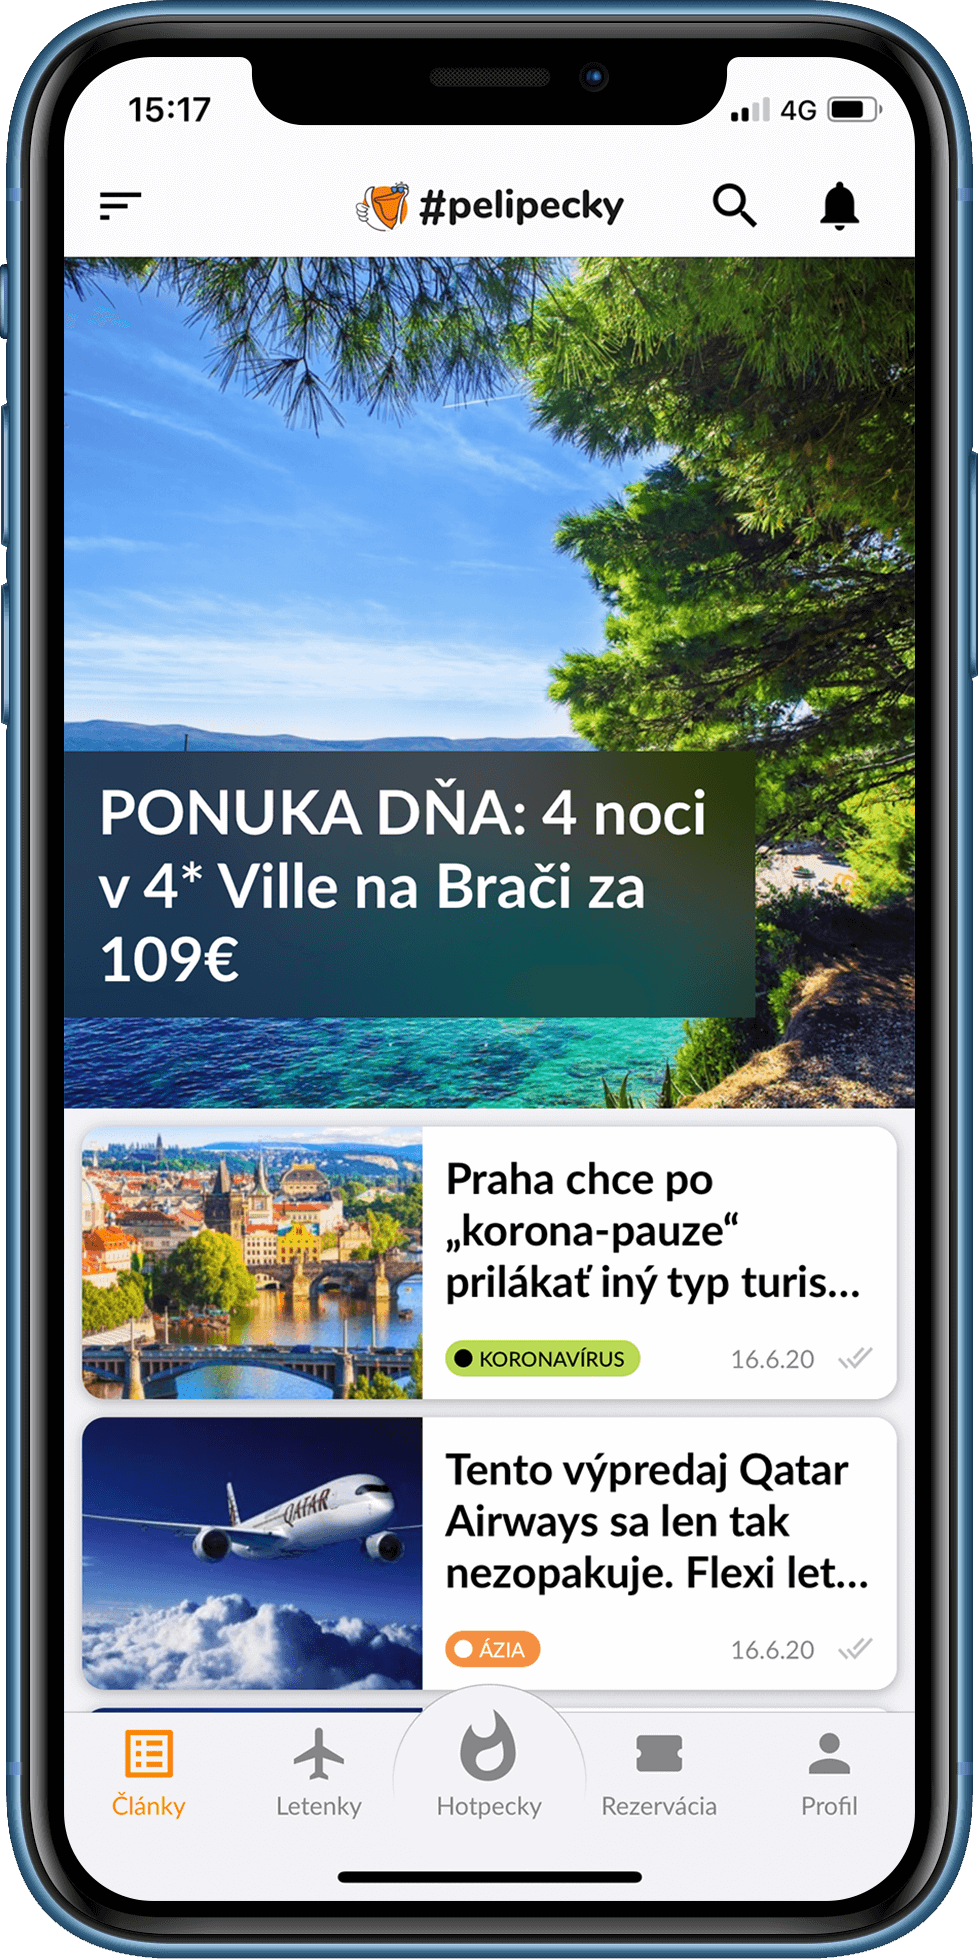 15:17
4G
#pelipecky
PONUKA DŇA: 4 noci
v 4* Ville na Brači za
109€
Praha chce po
„korona-pauze“
prilákať iný typ turis...
KORONAVÍRUS
16.6.20
QATAR
Tento výpredaj Qatar
Airways sa len tak
nezopakuje. Flexi let...
ÁZIA
16.6.20
Články
Letenky
Hotpecky
Rezervácia
Profil